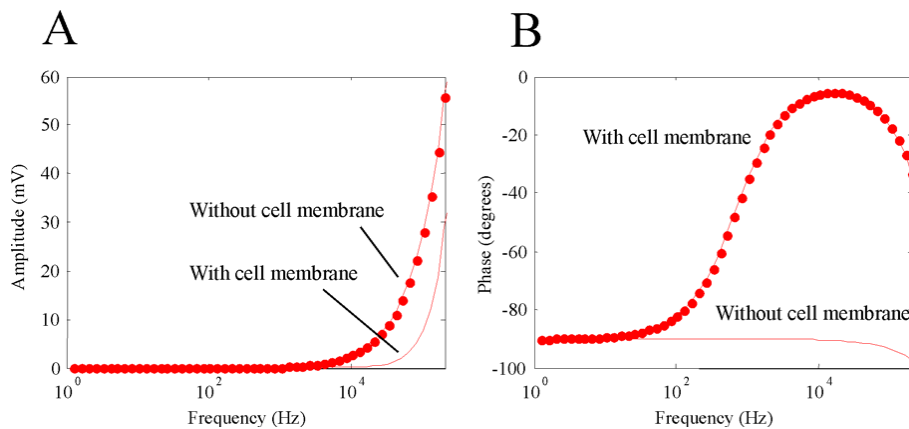 A
60
50
40
30
20
10
0
Amplitude (mV)
Without cell membrane
With cell membrane
10^0
10^2
10^4
Frequency (Hz)
B
0
-20
-40
-60
-80
-100
Phase (degrees)
With cell membrane
Without cell membrane
10^0
10^2
10^4
Frequency (Hz)